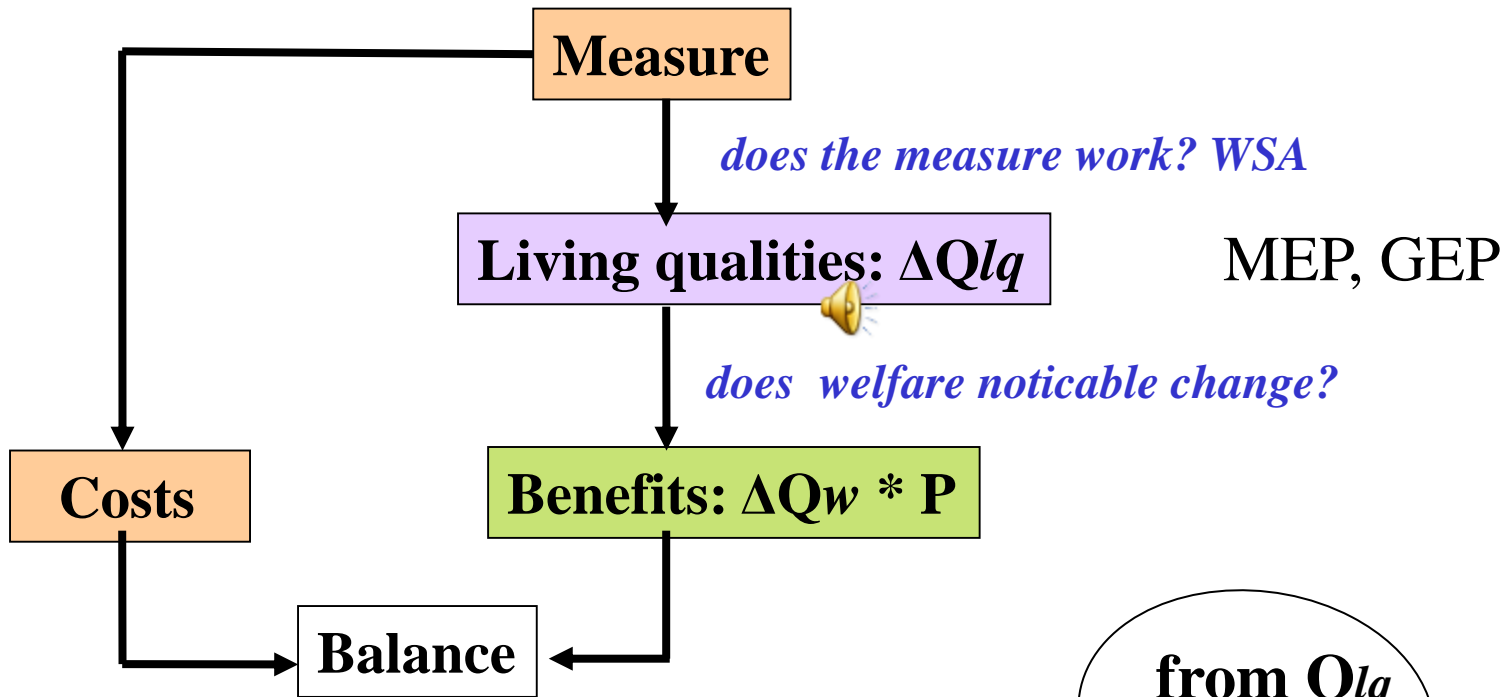 Measure
does the measure work? WSA
Living qualities: ΔQlq
MEP, GEP
does welfare noticable change?
Costs
Benefits: ΔQw * P
Balance
from Qlq